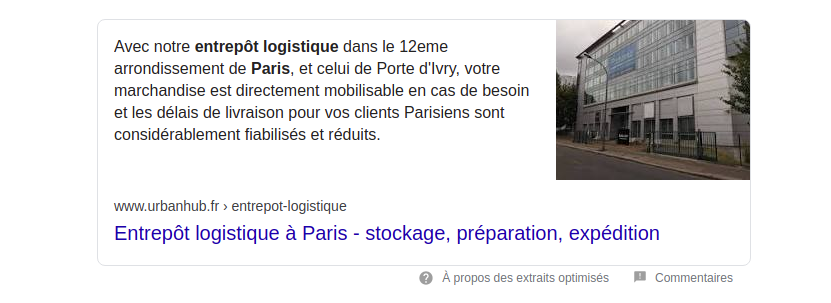 Avec notre entrepôt logistique dans le 12eme
arrondissement de Paris, et celui de Porte d'Ivry, votre
marchandise est directement mobilisable en cas de besoin
et les délais de livraison pour vos clients Parisiens sont
considérablement fiabilisés et réduits.
www.urbanhub.fr › entrepot-logistique
Entrepôt logistique à Paris - stockage, préparation, expédition
À propos des extraits optimisés
Commentaires